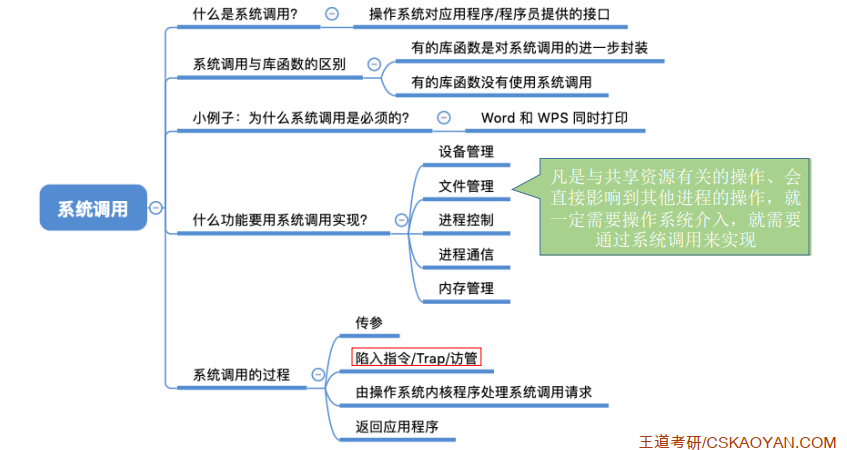 什么是系统调用?
操作系统对应用程序/程序员提供的接口
系统调用与库函数的区别
有的库函数是对系统调用的进一步封装
有的库函数没有使用系统调用
小例子：为什么系统调用是必须的?
Word 和 WPS 同时打印
系统调用
什么功能要用系统调用实现?
设备管理
文件管理
进程控制
进程通信
内存管理
凡是与共享资源有关的操作、会
直接影响到其他进程的操作，就
一定需要操作系统介入，就需要
通过系统调用来实现
系统调用的过程
传参
陷入指令/Trap/访管
由操作系统内核程序处理系统调用请求
返回应用程序
王道考研/CSKAOYAN.COM